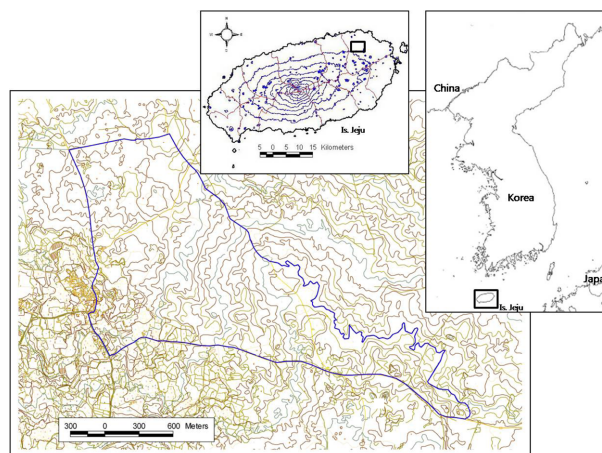 N
Is. Jeju
5 0 5 10 15 Kilometers
China
Korea
Japa
Is. Jeju
300 0 300 600 Meters